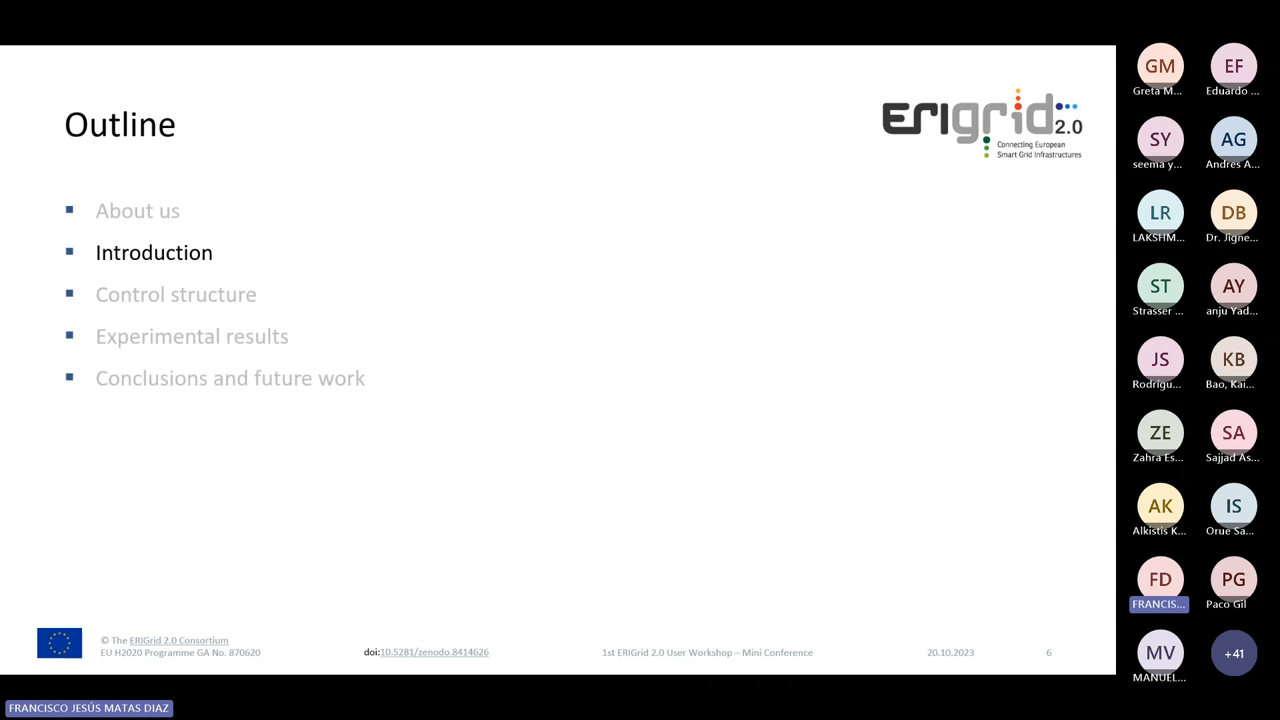 Outline
ERIgrid 2.0
Connecting European
Smart Grid Infrastructures
About us
Introduction
Control structure
Experimental results
Conclusions and future work
© The ERIGrid 2.0 Consortium
EU H2020 Programme GA No. 870620
doi:10.5281/zenodo.8414626
1st ERIGrid 2.0 User Workshop – Mini Conference
20.10.2023
6
GM
Greta M...
EF
Eduardo ...
SY
seema y...
AG
Andres A...
LR
LAKSHM...
DB
Dr. Jigne...
ST
Strasser ...
AY
anju Yad...
JS
Rodrígu...
KB
Bao, Kai...
ZE
Zahra Es...
SA
Sajjad As...
AK
Alkistis K...
IS
Orue Sa...
FD
FRANCIS...
PG
Paco Gil
MV
MANUEL...
+41
FRANCISCO JESÚS MATAS DIAZ